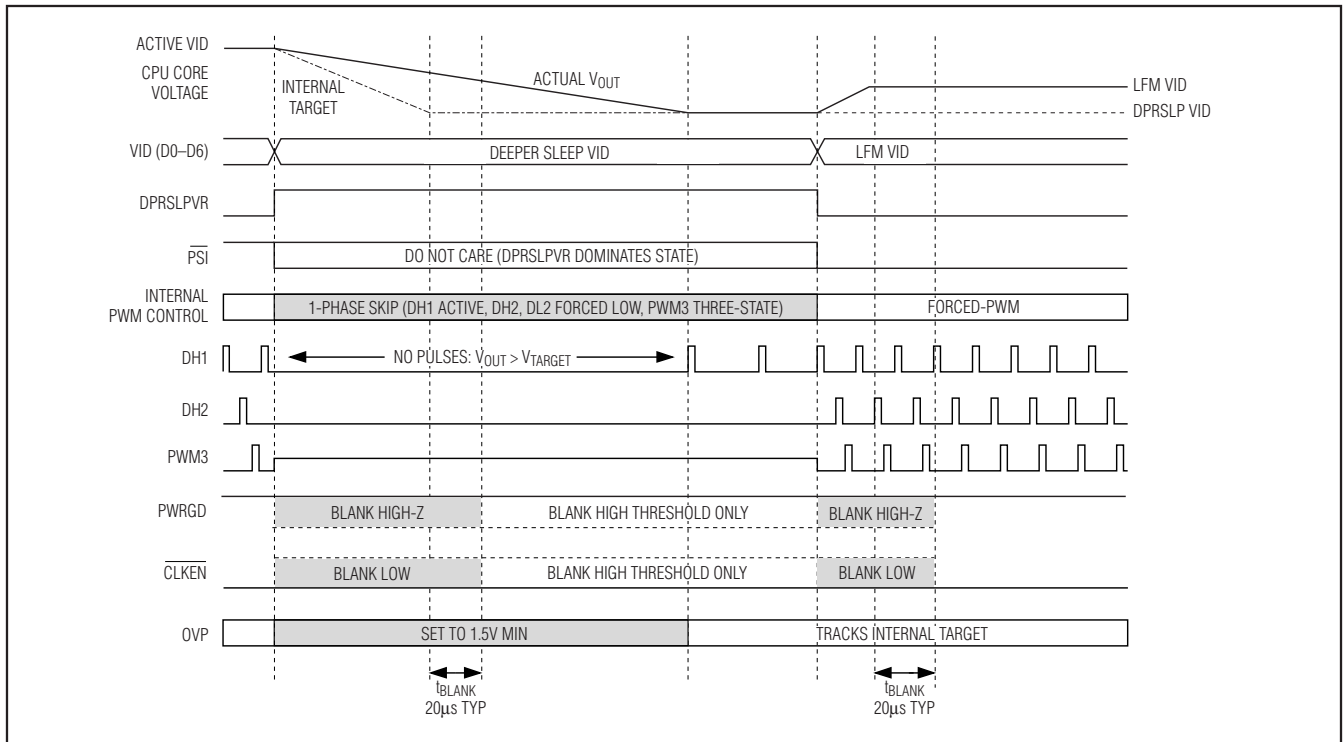 ACTIVE VID
CPU CORE
VOLTAGE
INTERNAL
TARGET
ACTUAL VOUT
LFM VID
DPRSLP VID
VID (D0–D6)
DEEPER SLEEP VID
LFM VID
DPRSLPVR
PSI
DO NOT CARE (DPRSLPVR DOMINATES STATE)
INTERNAL
PWM CONTROL
1-PHASE SKIP (DH1 ACTIVE, DH2, DL2 FORCED LOW, PWM3 THREE-STATE)
FORCED-PWM
DH1
NO PULSES: VOUT > VTARGET
DH2
PWM3
PWRGD
BLANK HIGH-Z
BLANK HIGH THRESHOLD ONLY
BLANK HIGH-Z
CLKEN
BLANK LOW
BLANK HIGH THRESHOLD ONLY
BLANK LOW
OVP
SET TO 1.5V MIN
TRACKS INTERNAL TARGET
tBLANK
20μs TYP
tBLANK
20μs TYP